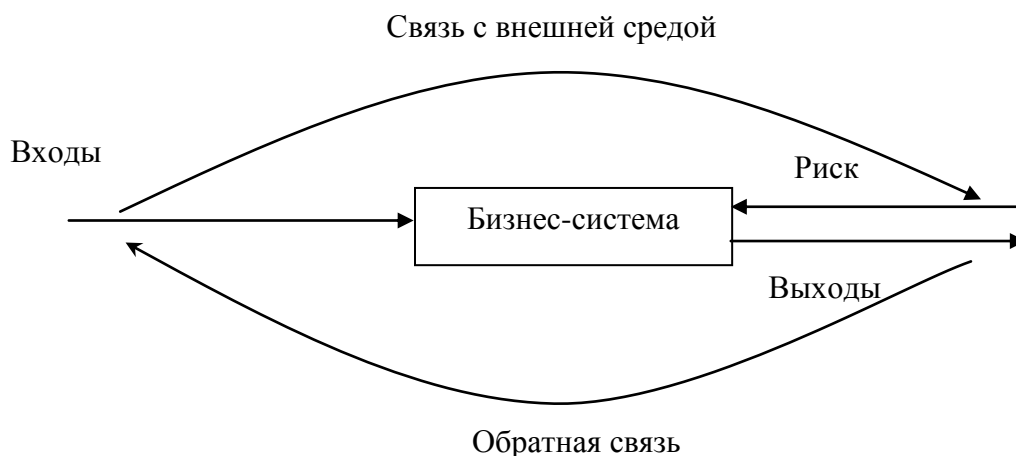 Связь с внешней средой
Входы
Риск
Бизнес-система
Выходы
Обратная связь